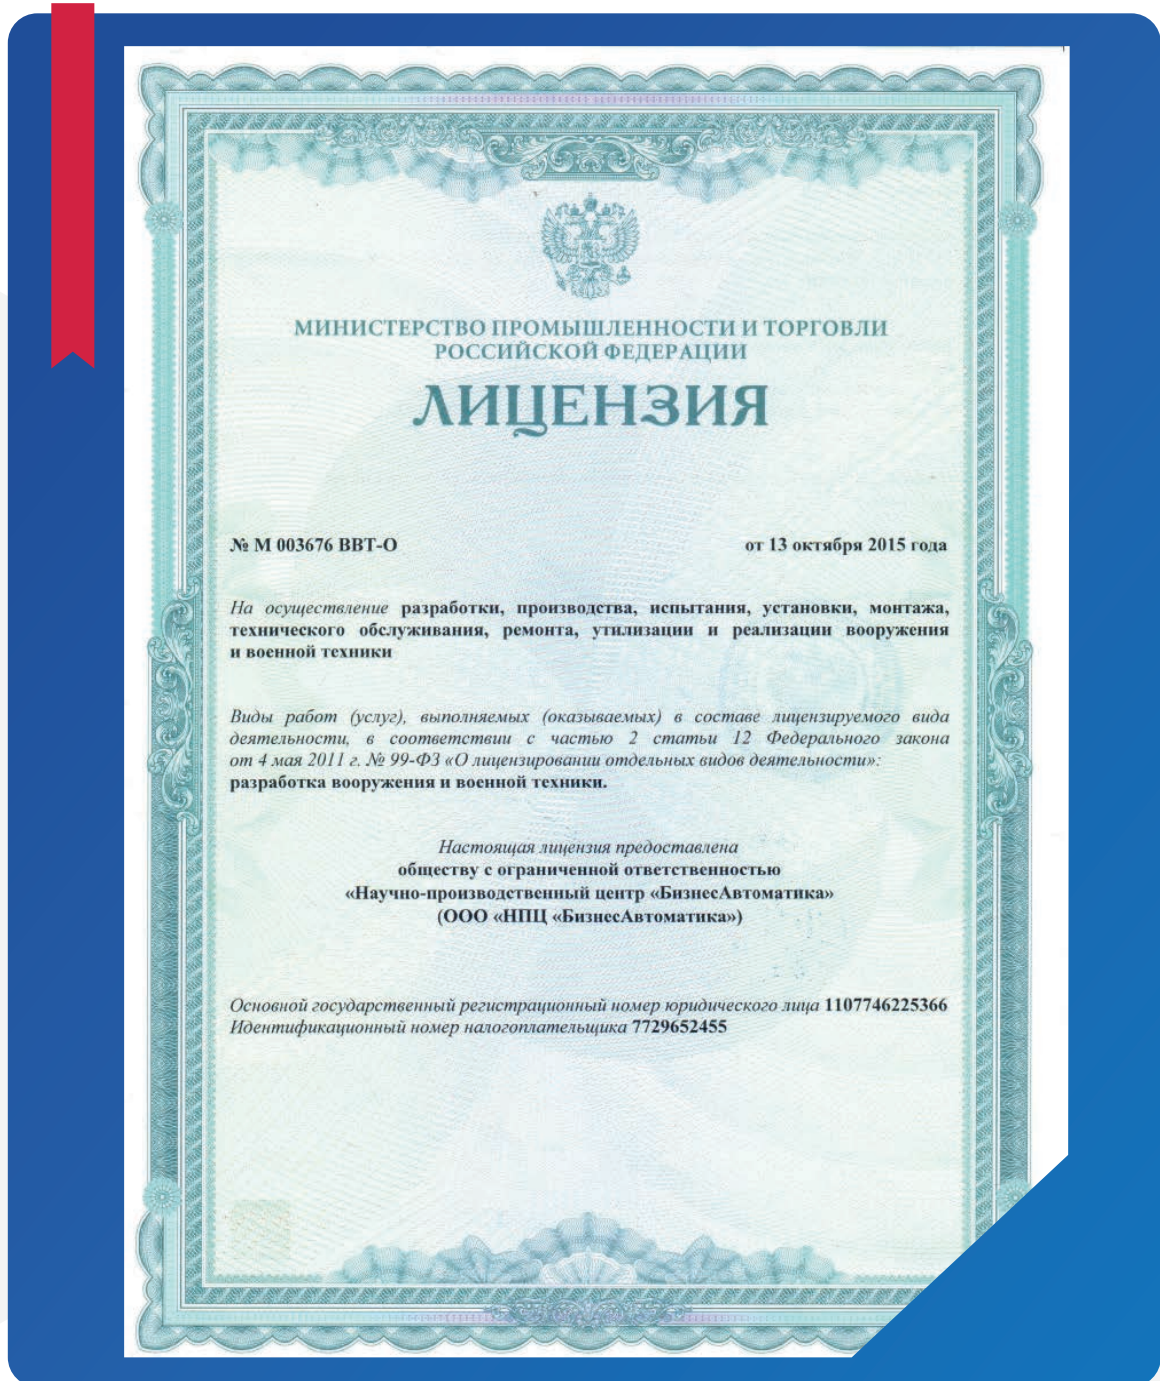 МИНИСТЕРСТВО ПРОМЫШЛЕННОСТИ И ТОРГОВЛИ
РОССИЙСКОЙ ФЕДЕРАЦИИ
ЛИЦЕНЗИЯ
№ М 003676 ВВТ-О от 13 октября 2015 года
На осуществление разработки, производства, испытания, установки, монтажа,
технического обслуживания, ремонта, утилизации и реализации вооружения
и военной техники
Виды работ (услуг), выполняемых (оказываемых) в составе лицензируемого вида
деятельности, в соответствии с частью 2 статьи 12 Федерального закона
от 4 мая 2011 г. № 99-ФЗ «О лицензировании отдельных видов деятельности»:
разработка вооружения и военной техники.
Настоящая лицензия предоставлена
обществу с ограниченной ответственностью
«Научно-производственный центр «БизнесАвтоматика»
(ООО «НПЦ «БизнесАвтоматика»)
Основной государственный регистрационный номер юридического лица 1107746225366
Идентификационный номер налогоплательщика 7729652455